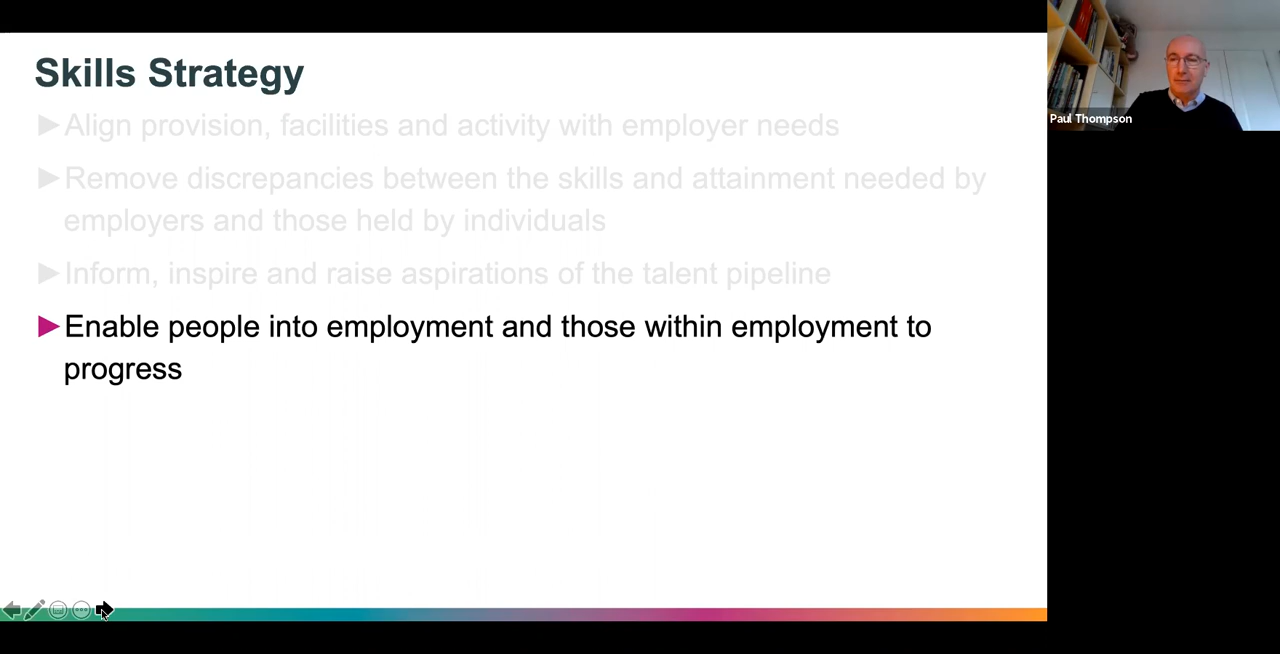 Skills Strategy
►Align provision, facilities and activity with employer needs
►Remove discrepancies between the skills and attainment needed by
employers and those held by individuals
►Inform, inspire and raise aspirations of the talent pipeline
►Enable people into employment and those within employment to
progress
Paul Thompson